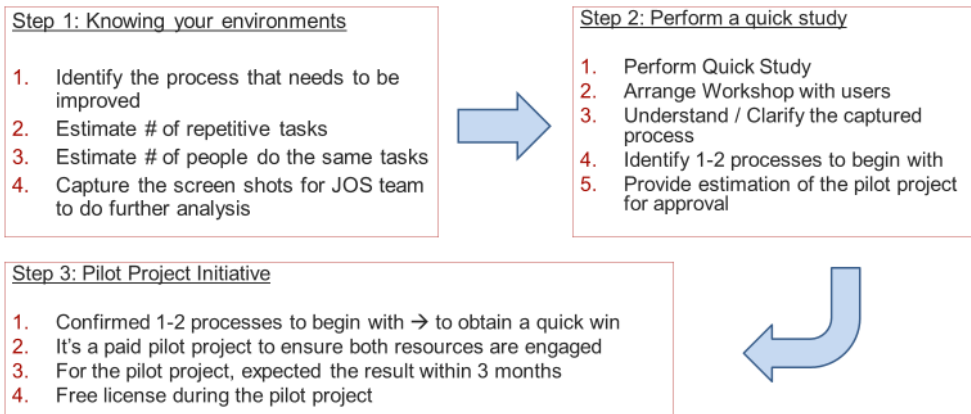 Step 1: Knowing your environments
1. Identify the process that needs to be
improved
2. Estimate # of repetitive tasks
3. Estimate # of people do the same tasks
4. Capture the screen shots for JOS team
to do further analysis
Step 2: Perform a quick study
1. Perform Quick Study
2. Arrange Workshop with users
3. Understand / Clarify the captured
process
4. Identify 1-2 processes to begin with
5. Provide estimation of the pilot project
for approval
Step 3: Pilot Project Initiative
1. Confirmed 1-2 processes to begin with → to obtain a quick win
2. It's a paid pilot project to ensure both resources are engaged
3. For the pilot project, expected the result within 3 months
4. Free license during the pilot project